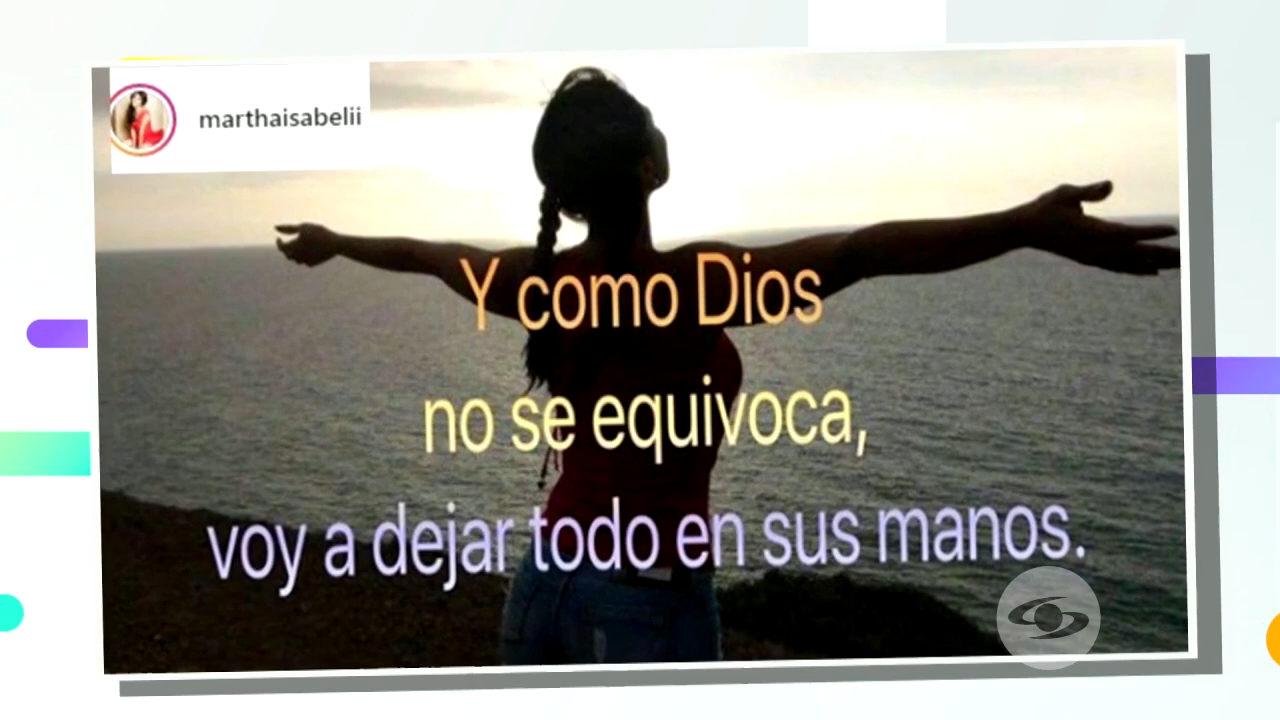 marthaisabelii
Y como Dios
no se equivoca,
voy a dejar todo en sus manos.